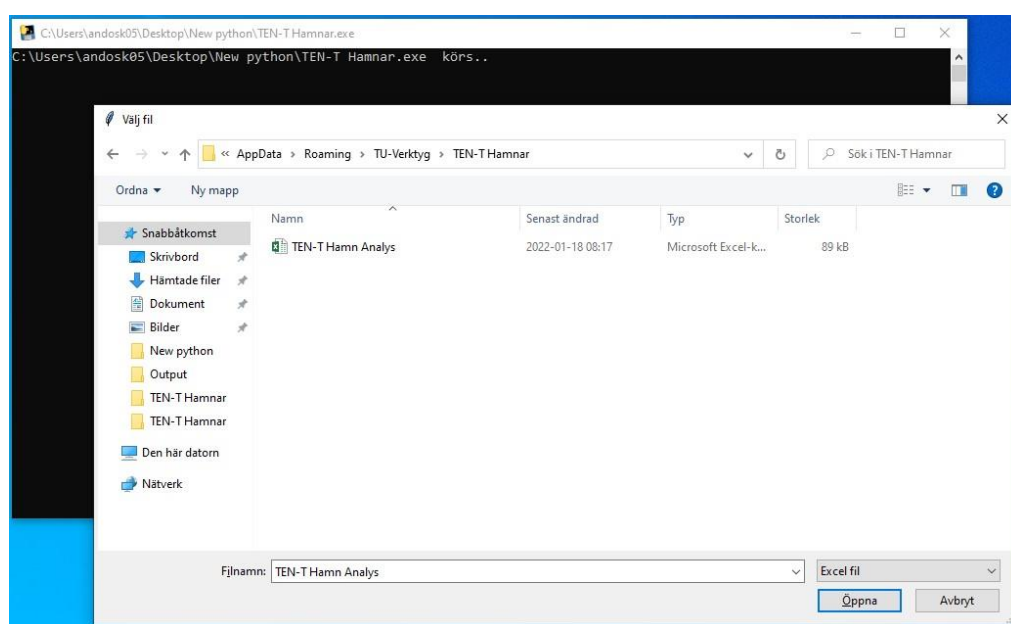 C:\Users\andosk05\Desktop\New python\TEN-T Hamnar.exe
C:\Users\andosk05\Desktop\New python\TEN-T Hamnar.exe  körs..
Välj fil
« AppData › Roaming › TU-Verktyg › TEN-T Hamnar
Sök i TEN-T Hamnar
Ordna Ny mapp
Namn Senast ändrad Typ Storlek
TEN-T Hamn Analys 2022-01-18 08:17 Microsoft Excel-k... 89 kB
Snabbåtkomst
Skrivbord
Hämtade filer
Dokument
Bilder
New python
Output
TEN-T Hamnar
TEN-T Hamnar
Den här datorn
Nätverk
Filnamn: TEN-T Hamn Analys Excel fil
Öppna Avbryt